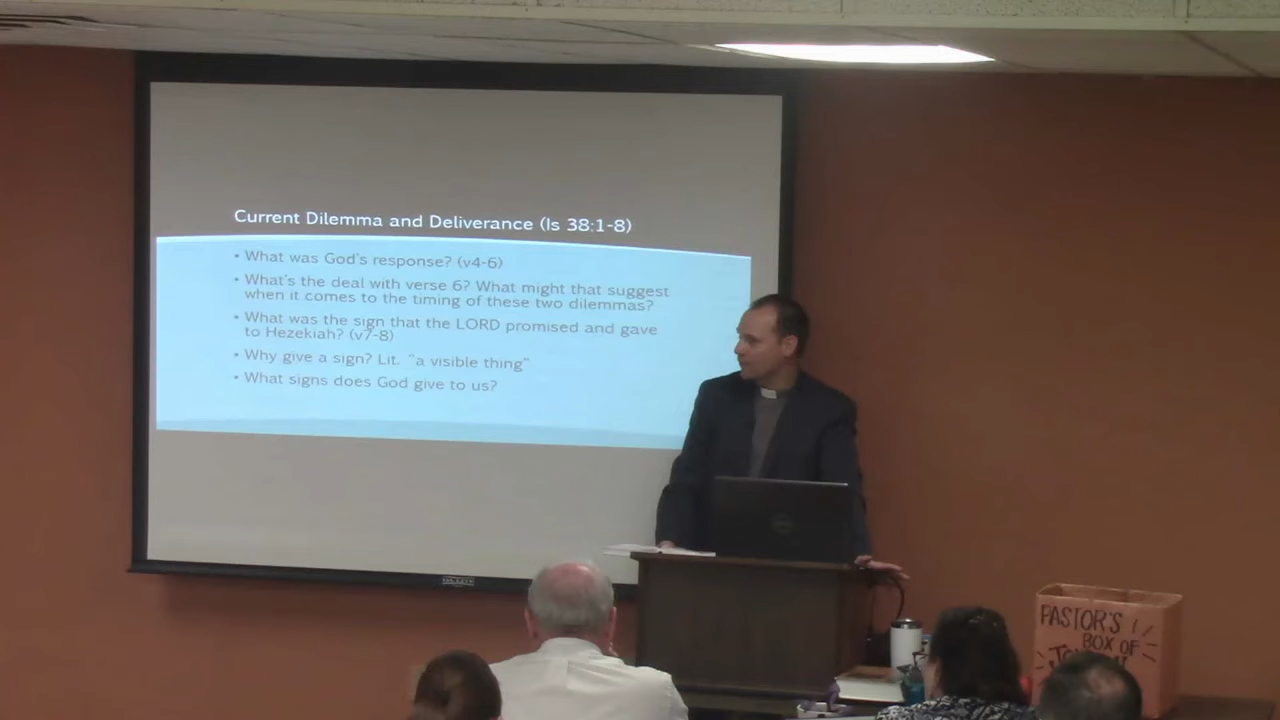 Current Dilemma and Deliverance (Is 38:1-8)
• What was God's response? (v4-6)
• What's the deal with verse 6? What might that suggest
when it comes to the timing of these two dilemmas?
• What was the sign that the LORD promised and gave
to Hezekiah? (v7-8)
• Why give a sign? Lit. "a visible thing"
• What signs does God give to us?
PASTOR'S
BOX OF